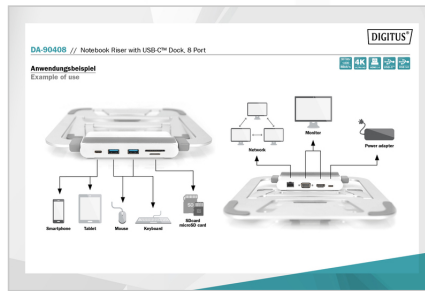 DIGITUS®
DA-90408 // Notebook Riser with USB-C™ Dock, 8 Port
Anwendungsbeispiel
Example of use
4K
Network
Monitor
Power adapter
Smartphone
Tablet
Mouse
Keyboard
SDcard
microSD card